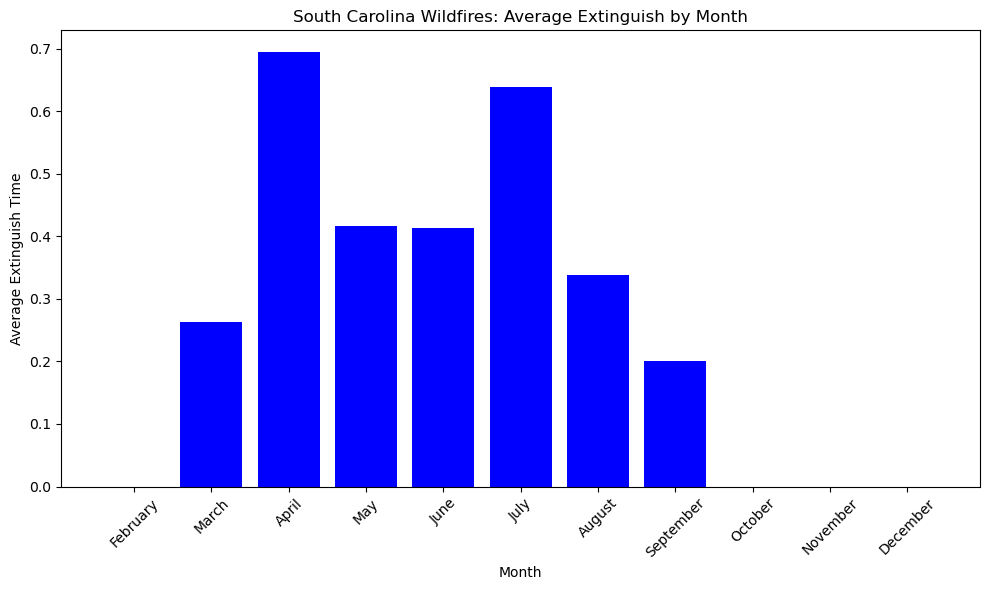 South Carolina Wildfires: Average Extinguish by Month
Average Extinguish Time
0.7
0.6
0.5
0.4
0.3
0.2
0.1
0.0
February
March
April
May
June
July
August
September
October
November
December
Month